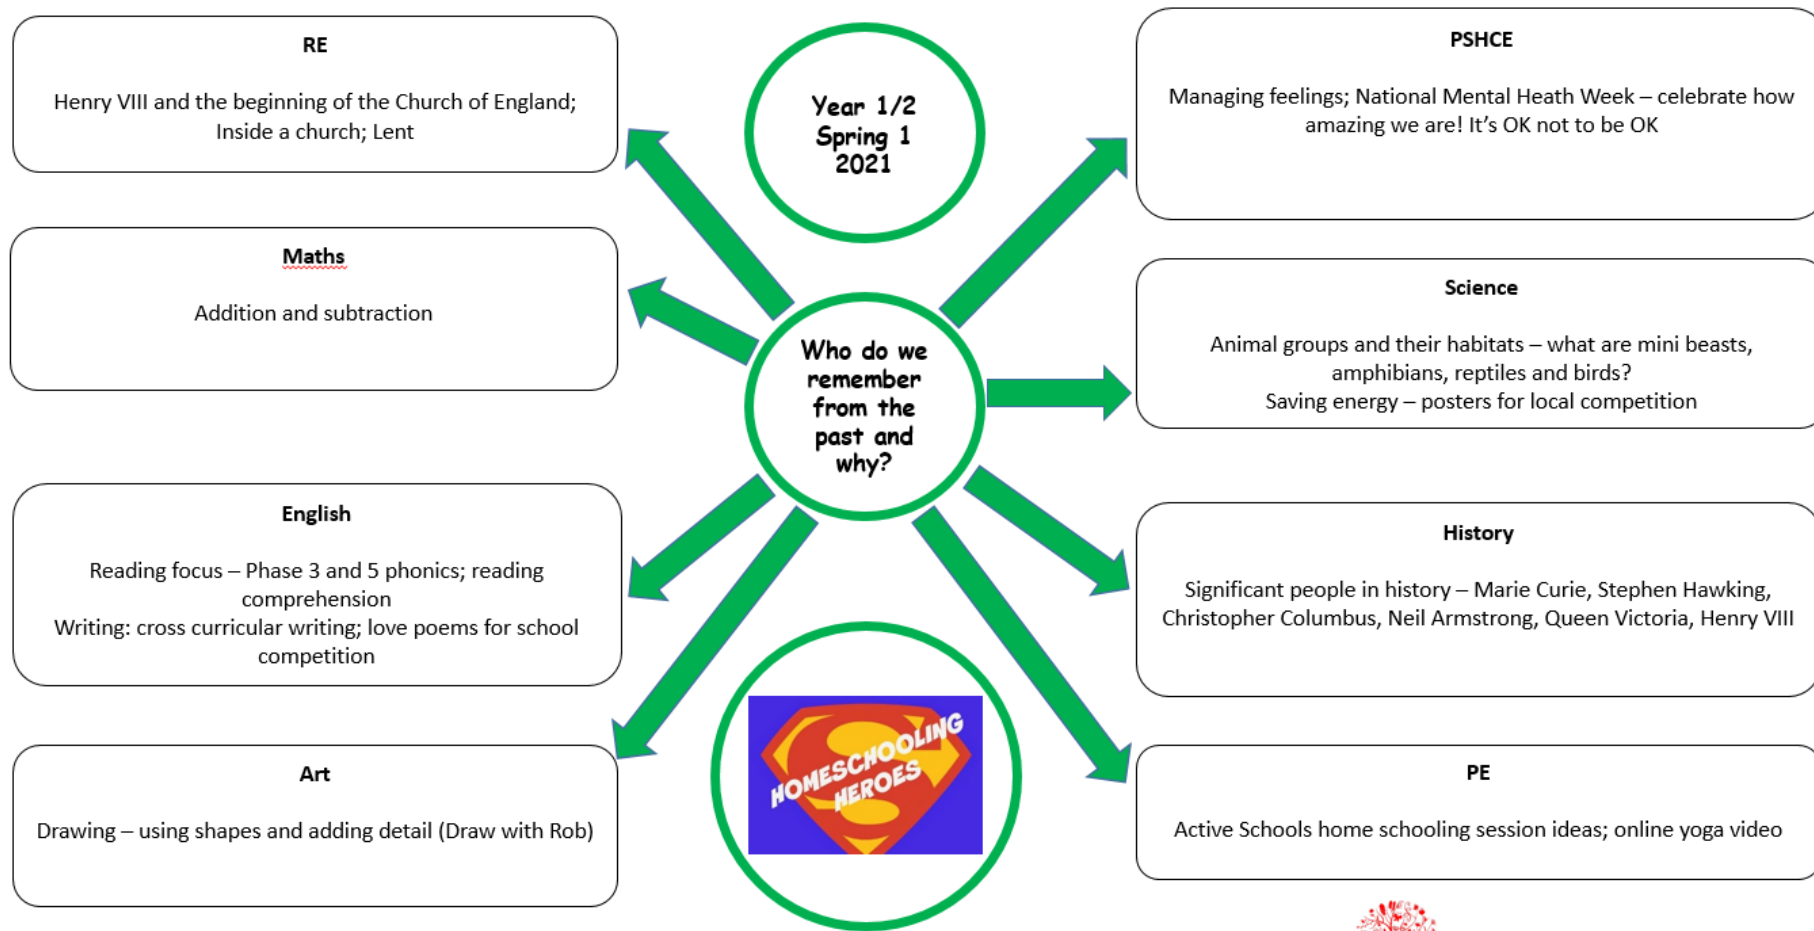 RE
Henry VIII and the beginning of the Church of England;
Inside a church; Lent
Maths
Addition and subtraction
English
Reading focus – Phase 3 and 5 phonics; reading
comprehension
Writing: cross curricular writing; love poems for school
competition
Art
Drawing – using shapes and adding detail (Draw with Rob)
Year 1/2
Spring 1
2021
Who do we
remember
from the
past and
why?
HOMESCHOOLING
HEROES
PSHCE
Managing feelings; National Mental Heath Week – celebrate how
amazing we are! It’s OK not to be OK
Science
Animal groups and their habitats – what are mini beasts,
amphibians, reptiles and birds?
Saving energy – posters for local competition
History
Significant people in history – Marie Curie, Stephen Hawking,
Christopher Columbus, Neil Armstrong, Queen Victoria, Henry VIII
PE
Active Schools home schooling session ideas; online yoga video